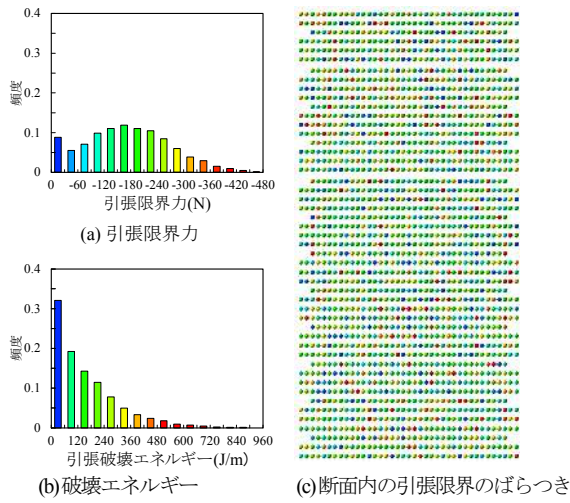 0.4
0.3
0.2
0.1
0
頻度
0 -60 -120 -180 -240 -300 -360 -420 -480
引張限界力(N)
(a) 引張限界力
0.4
0.3
0.2
0.1
0
頻度
0 120 240 360 480 600 720 840 960
引張破壊エネルギー(J/m)
(b)破壊エネルギー
(c)断面内の引張限界のばらつき